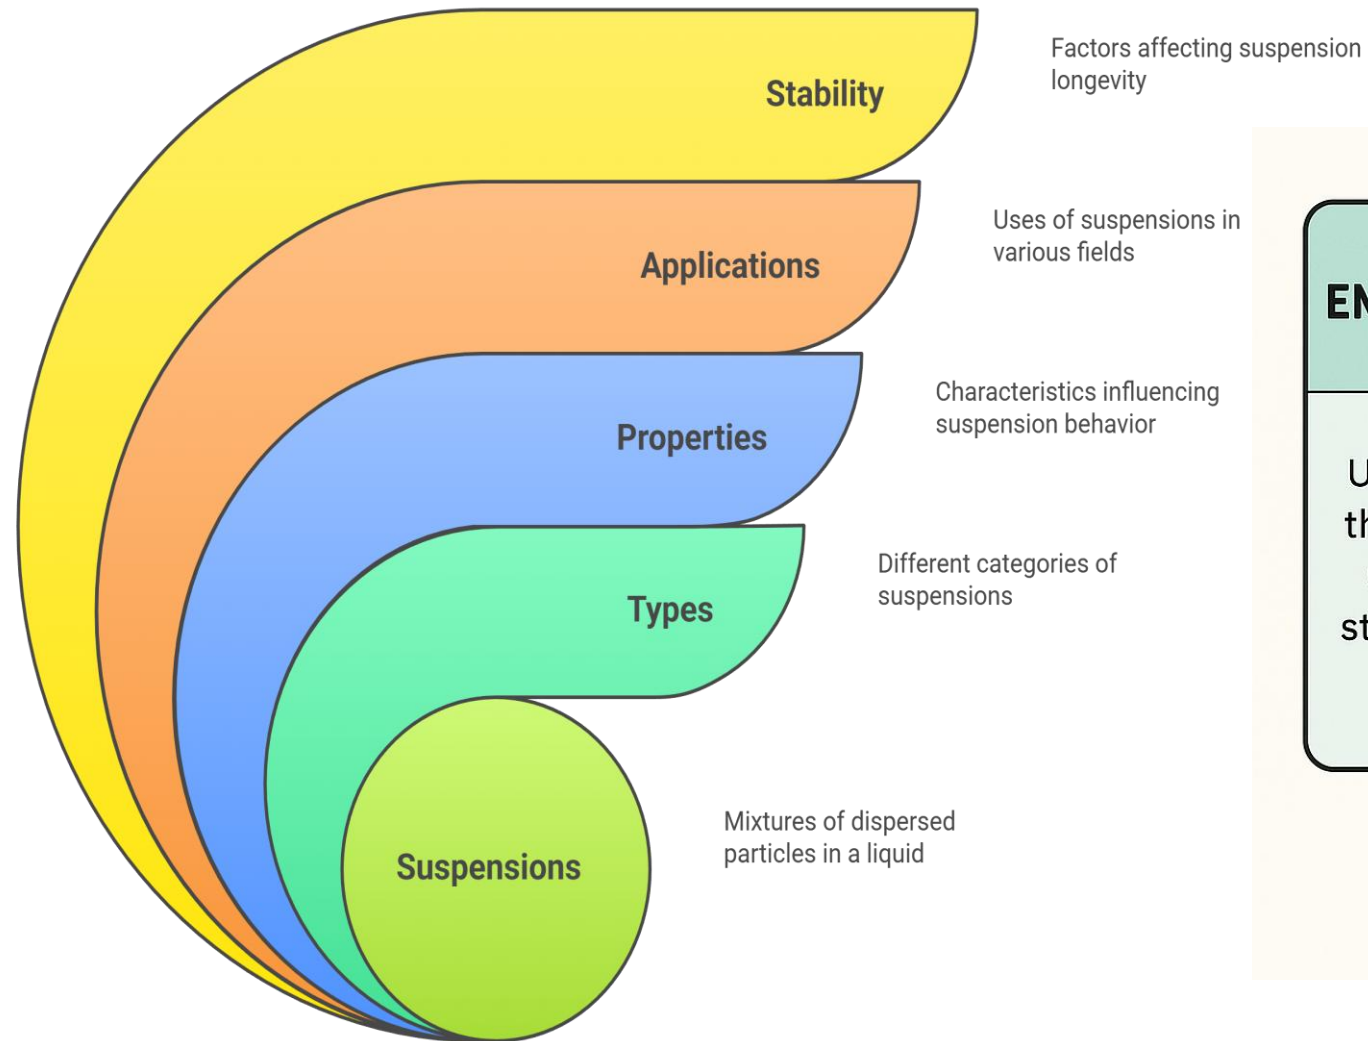 Stability
Factors affecting suspension
longevity
Applications
Uses of suspensions in
various fields
Properties
Characteristics influencing
suspension behavior
Types
Different categories of
suspensions
Suspensions
Mixtures of dispersed
particles in a liquid